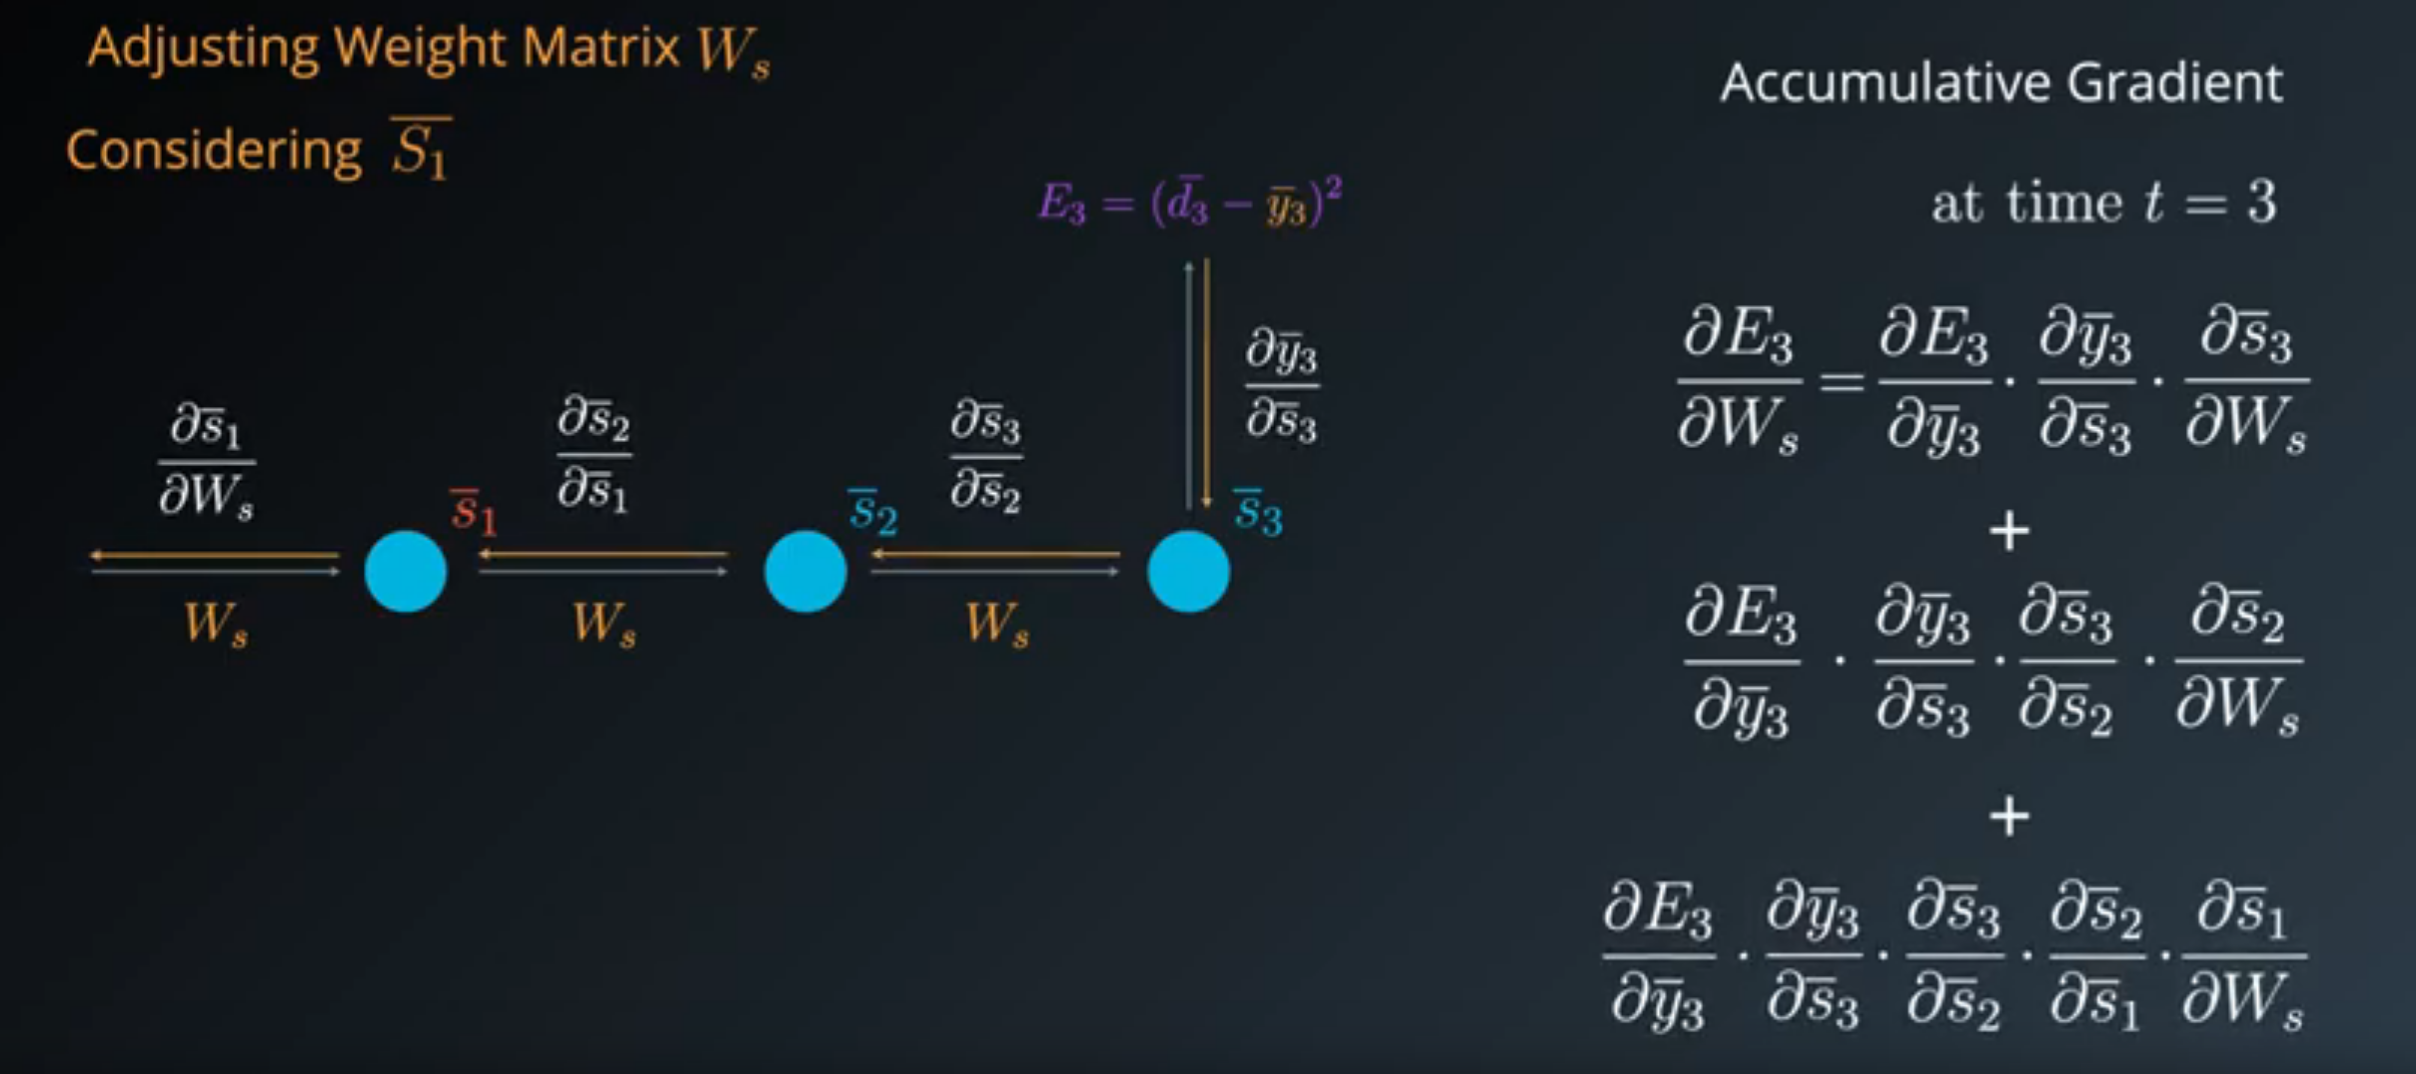 Adjusting Weight Matrix $W_s$
Considering $\overline{S_1}$
$E_3 = (\bar{d}_3 - \bar{y}_3)^2$
$\frac{\partial \bar{y}_3}{\partial \bar{s}_3}$
$\frac{\partial \bar{s}_1}{\partial W_s}$ $\frac{\partial \bar{s}_2}{\partial \bar{s}_1}$ $\frac{\partial \bar{s}_3}{\partial \bar{s}_2}$
$\bar{s}_1$ $\bar{s}_2$ $\bar{s}_3$
$W_s$ $W_s$ $W_s$
Accumulative Gradient
at time $t = 3$
$\frac{\partial E_3}{\partial W_s} = \frac{\partial E_3}{\partial \bar{y}_3} \cdot \frac{\partial \bar{y}_3}{\partial \bar{s}_3} \cdot \frac{\partial \bar{s}_3}{\partial W_s}$
+
$\frac{\partial E_3}{\partial \bar{y}_3} \cdot \frac{\partial \bar{y}_3}{\partial \bar{s}_3} \cdot \frac{\partial \bar{s}_3}{\partial \bar{s}_2} \cdot \frac{\partial \bar{s}_2}{\partial W_s}$
+
$\frac{\partial E_3}{\partial \bar{y}_3} \cdot \frac{\partial \bar{y}_3}{\partial \bar{s}_3} \cdot \frac{\partial \bar{s}_3}{\partial \bar{s}_2} \cdot \frac{\partial \bar{s}_2}{\partial \bar{s}_1} \cdot \frac{\partial \bar{s}_1}{\partial W_s}$